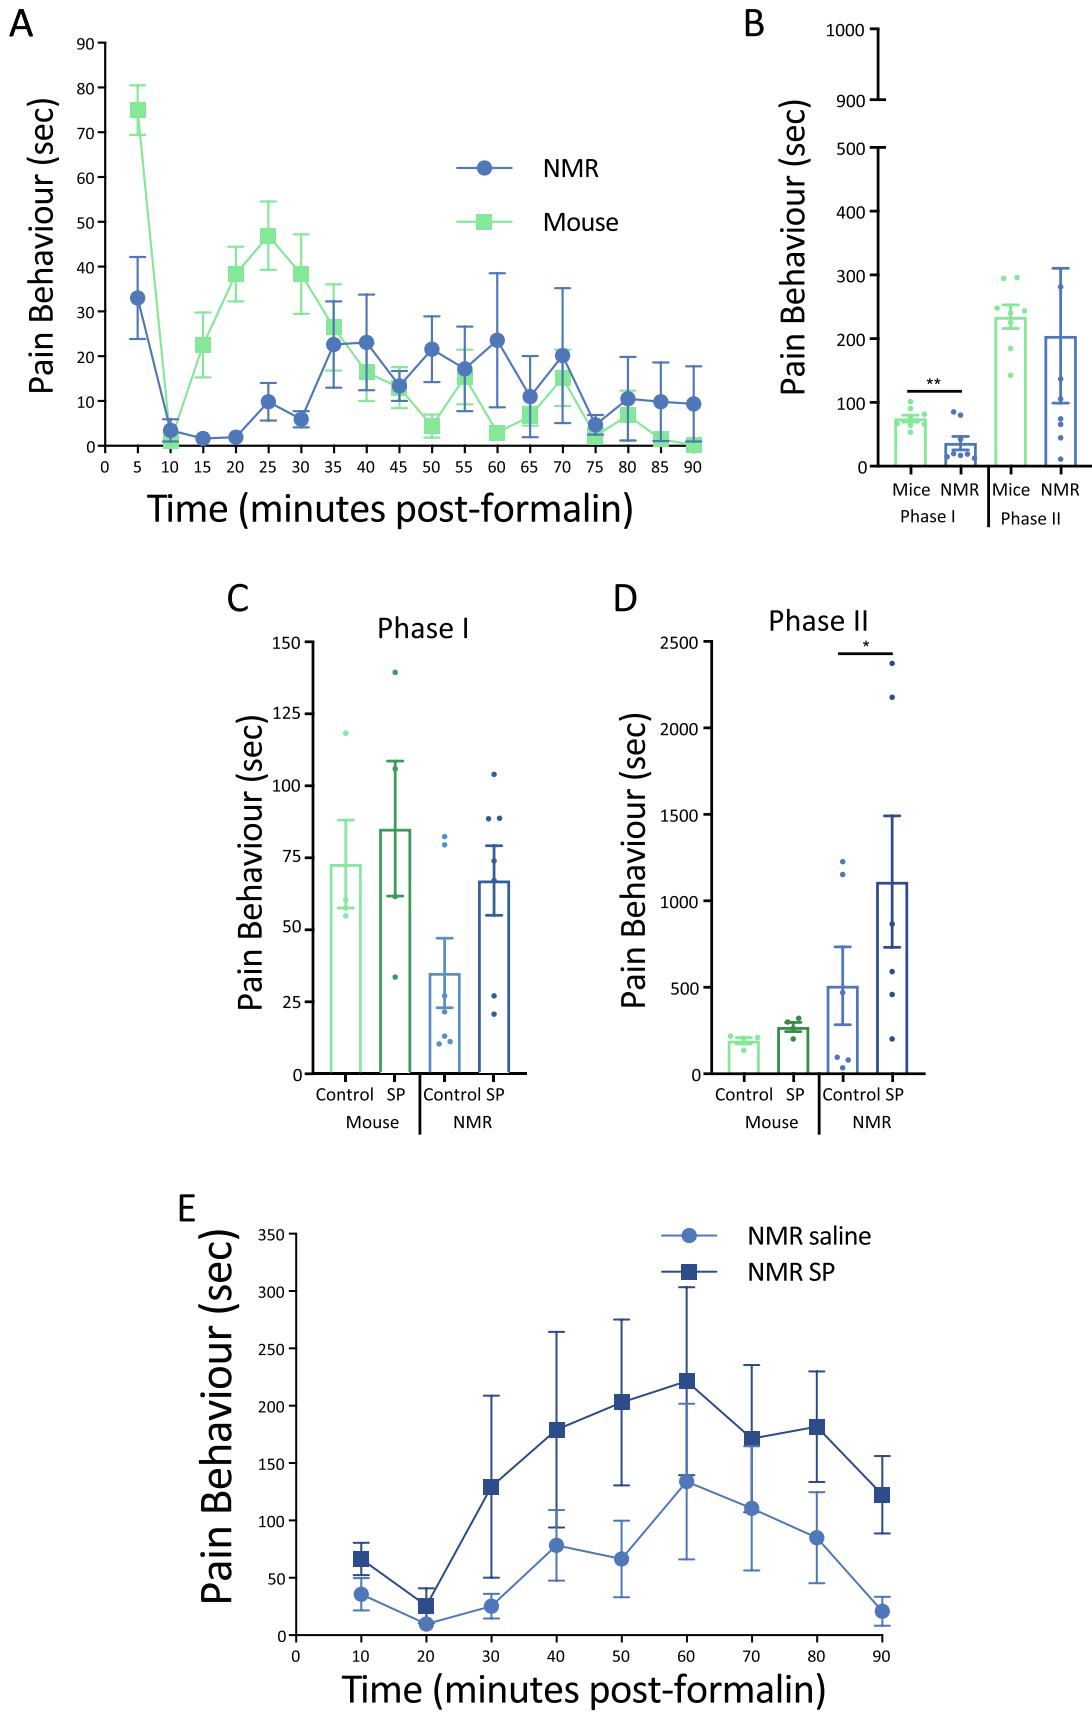 A
Pain Behaviour (sec)
90
80
70
60
50
40
30
20
10
0
NMR
Mouse
0 5 10 15 20 25 30 35 40 45 50 55 60 65 70 75 80 85 90
Time (minutes post-formalin)
B
Pain Behaviour (sec)
1000
900
500
400
300
200
100
0
**
Mice NMR Mice NMR
Phase I Phase II
C
Phase I
Pain Behaviour (sec)
150
125
100
75
50
25
0
Control SP Control SP
Mouse NMR
D
Phase II
Pain Behaviour (sec)
2500
2000
1500
1000
500
0
*
Control SP Control SP
Mouse NMR
E
Pain Behaviour (sec)
350
300
250
200
150
100
50
0
NMR saline
NMR SP
0 10 20 30 40 50 60 70 80 90
Time (minutes post-formalin)